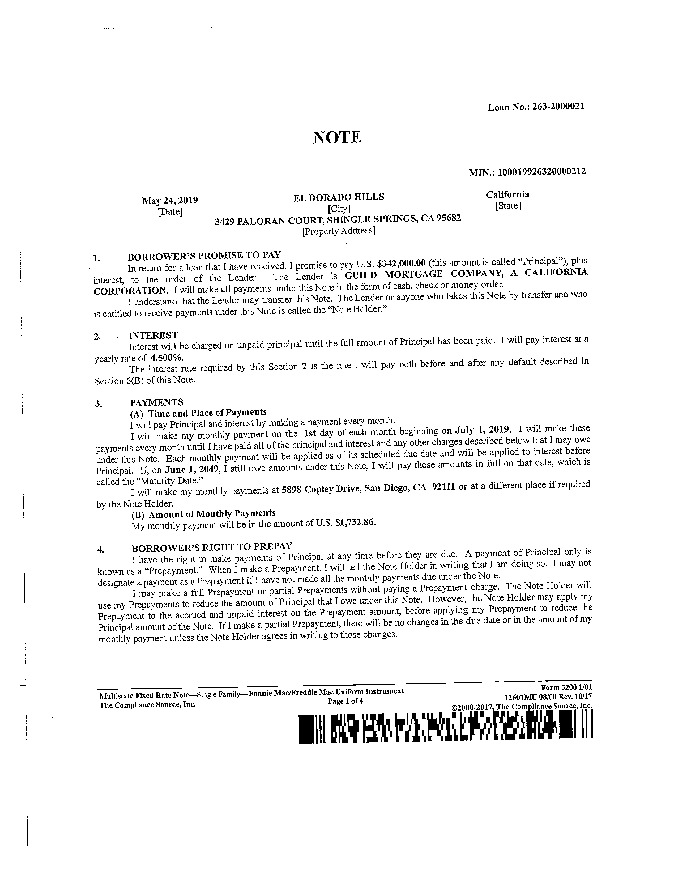 Loan No.: 263-2000021
NOTE
MIN.: 100019926320000212
May 24, 2019 EL DORADO HILLS California
[Date] [City] [State]
3429 PALORAN COURT, SHINGLE SPRINGS, CA 95682
[Property Address]
1. BORROWER'S PROMISE TO PAY
In return for a loan that I have received, I promise to pay U.S. $342,000.00 (this amount is called "Principal"), plus
interest, to the order of the Lender. The Lender is GUILD MORTGAGE COMPANY, A CALIFORNIA
CORPORATION. I will make all payments under this Note in the form of cash, check or money order.
I understand that the Lender may transfer this Note. The Lender or anyone who takes this Note by transfer and who
is entitled to receive payments under this Note is called the "Note Holder."
2. INTEREST
Interest will be charged on unpaid principal until the full amount of Principal has been paid. I will pay interest at a
yearly rate of 4.500%.
The interest rate required by this Section 2 is the rate I will pay both before and after any default described in
Section 6(B) of this Note.
3. PAYMENTS
(A) Time and Place of Payments
I will pay Principal and interest by making a payment every month.
I will make my monthly payment on the 1st day of each month beginning on July 1, 2019. I will make these
payments every month until I have paid all of the principal and interest and any other charges described below that I may owe
under this Note. Each monthly payment will be applied as of its scheduled due date and will be applied to interest before
Principal. If, on June 1, 2049, I still owe amounts under this Note, I will pay those amounts in full on that date, which is
called the "Maturity Date."
I will make my monthly payments at 5898 Copley Drive, San Diego, CA 92111 or at a different place if required
by the Note Holder.
(B) Amount of Monthly Payments
My monthly payment will be in the amount of U.S. $1,732.86.
4. BORROWER'S RIGHT TO PREPAY
I have the right to make payments of Principal at any time before they are due. A payment of Principal only is
known as a "Prepayment." When I make a Prepayment, I will tell the Note Holder in writing that I am doing so. I may not
designate a payment as a Prepayment if I have not made all the monthly payments due under the Note.
I may make a full Prepayment or partial Prepayments without paying a Prepayment charge. The Note Holder will
use my Prepayments to reduce the amount of Principal that I owe under this Note. However, the Note Holder may apply my
Prepayment to the accrued and unpaid interest on the Prepayment amount, before applying my Prepayment to reduce the
Principal amount of the Note. If I make a partial Prepayment, there will be no changes in the due date or in the amount of my
monthly payment unless the Note Holder agrees in writing to those changes.
Multistate Fixed Rate Note—Single Family—Fannie Mae/Freddie Mac Uniform Instrument Form 3200 1/01
The Compliance Source, Inc. Page 1 of 4 Rev. 10/17
©2000-2017, The Compliance Source, Inc.